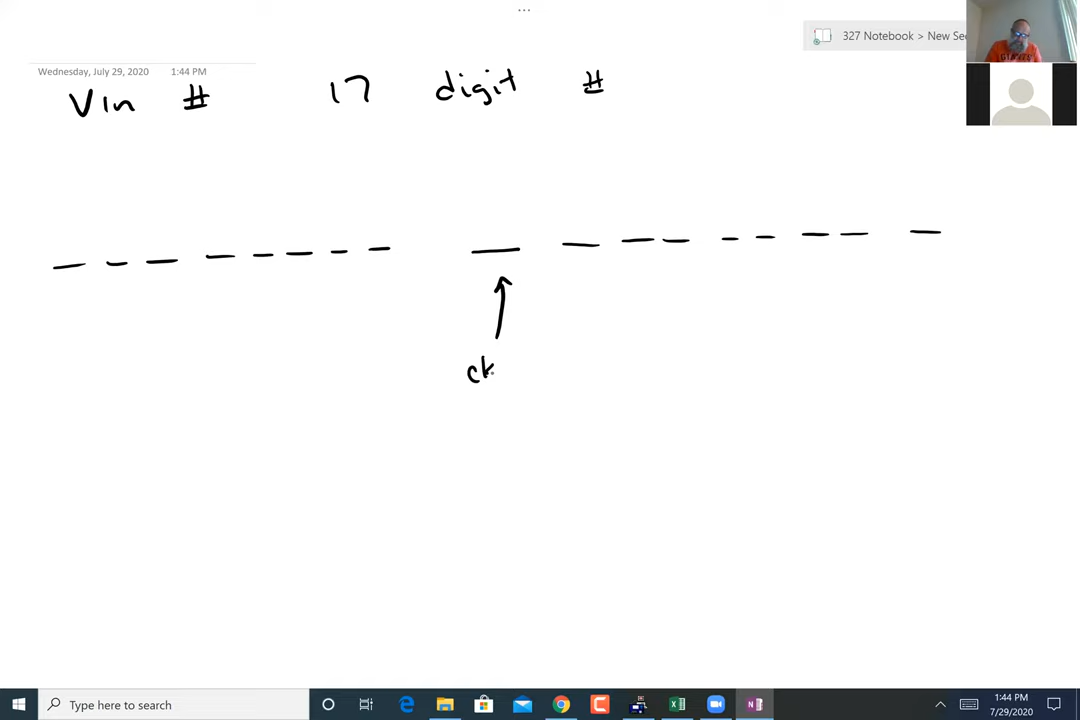 ...
327 Notebook > New Se
Wednesday, July 29, 2020 1:44 PM
Vin # 17 digit #
ck
GIANTS
Type here to search
1:44 PM
7/29/2020